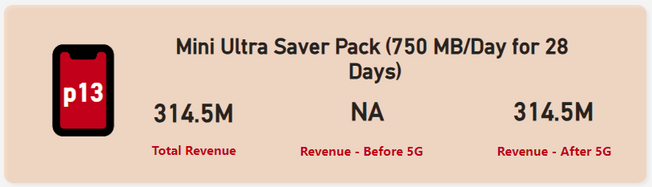 Mini Ultra Saver Pack (750 MB/Day for 28
Days)
p13
314.5M NA 314.5M
Total Revenue Revenue - Before 5G Revenue - After 5G